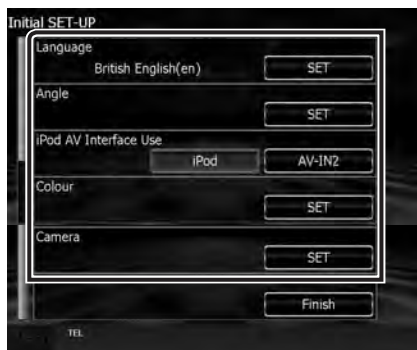 Initial SET-UP
Language
British English(en) SET
Angle
SET
iPod AV Interface Use
iPod AV-IN2
Colour
SET
Camera
SET
Finish
TEL